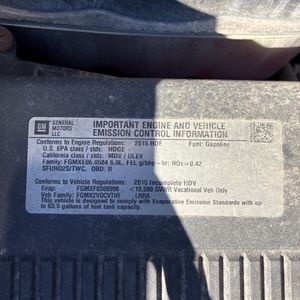 GM GENERAL MOTORS LLC
IMPORTANT ENGINE AND VEHICLE
EMISSION CONTROL INFORMATION
Conforms to Engine Regulations: 2015 HDE Fuel: Gasoline
U.S. EPA class / stds: HDGE
California class / stds: MDV / ULEV
Family: FGMXE06.0584 6.0L, FEL g/bhp-hr: NOx=0.42
SFI/HO2S/TWC, OBD: II
Conforms to Vehicle Regulations: 2015 Incomplete HDV
Evap: <19,500 GVWR Vocational Veh Only
Veh Family: LRRA
This vehicle is designed to comply with Evaporative Emission Standards with up
to 63.5 gallons of fuel tank capacity.